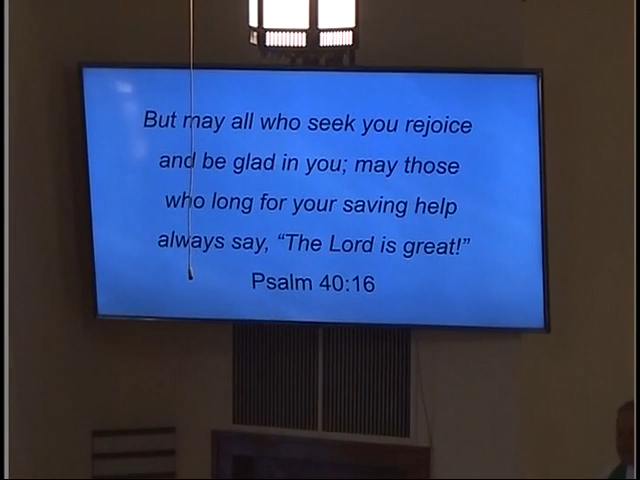 But may all who seek you rejoice
and be glad in you; may those
who long for your saving help
always say, “The Lord is great!”
Psalm 40:16